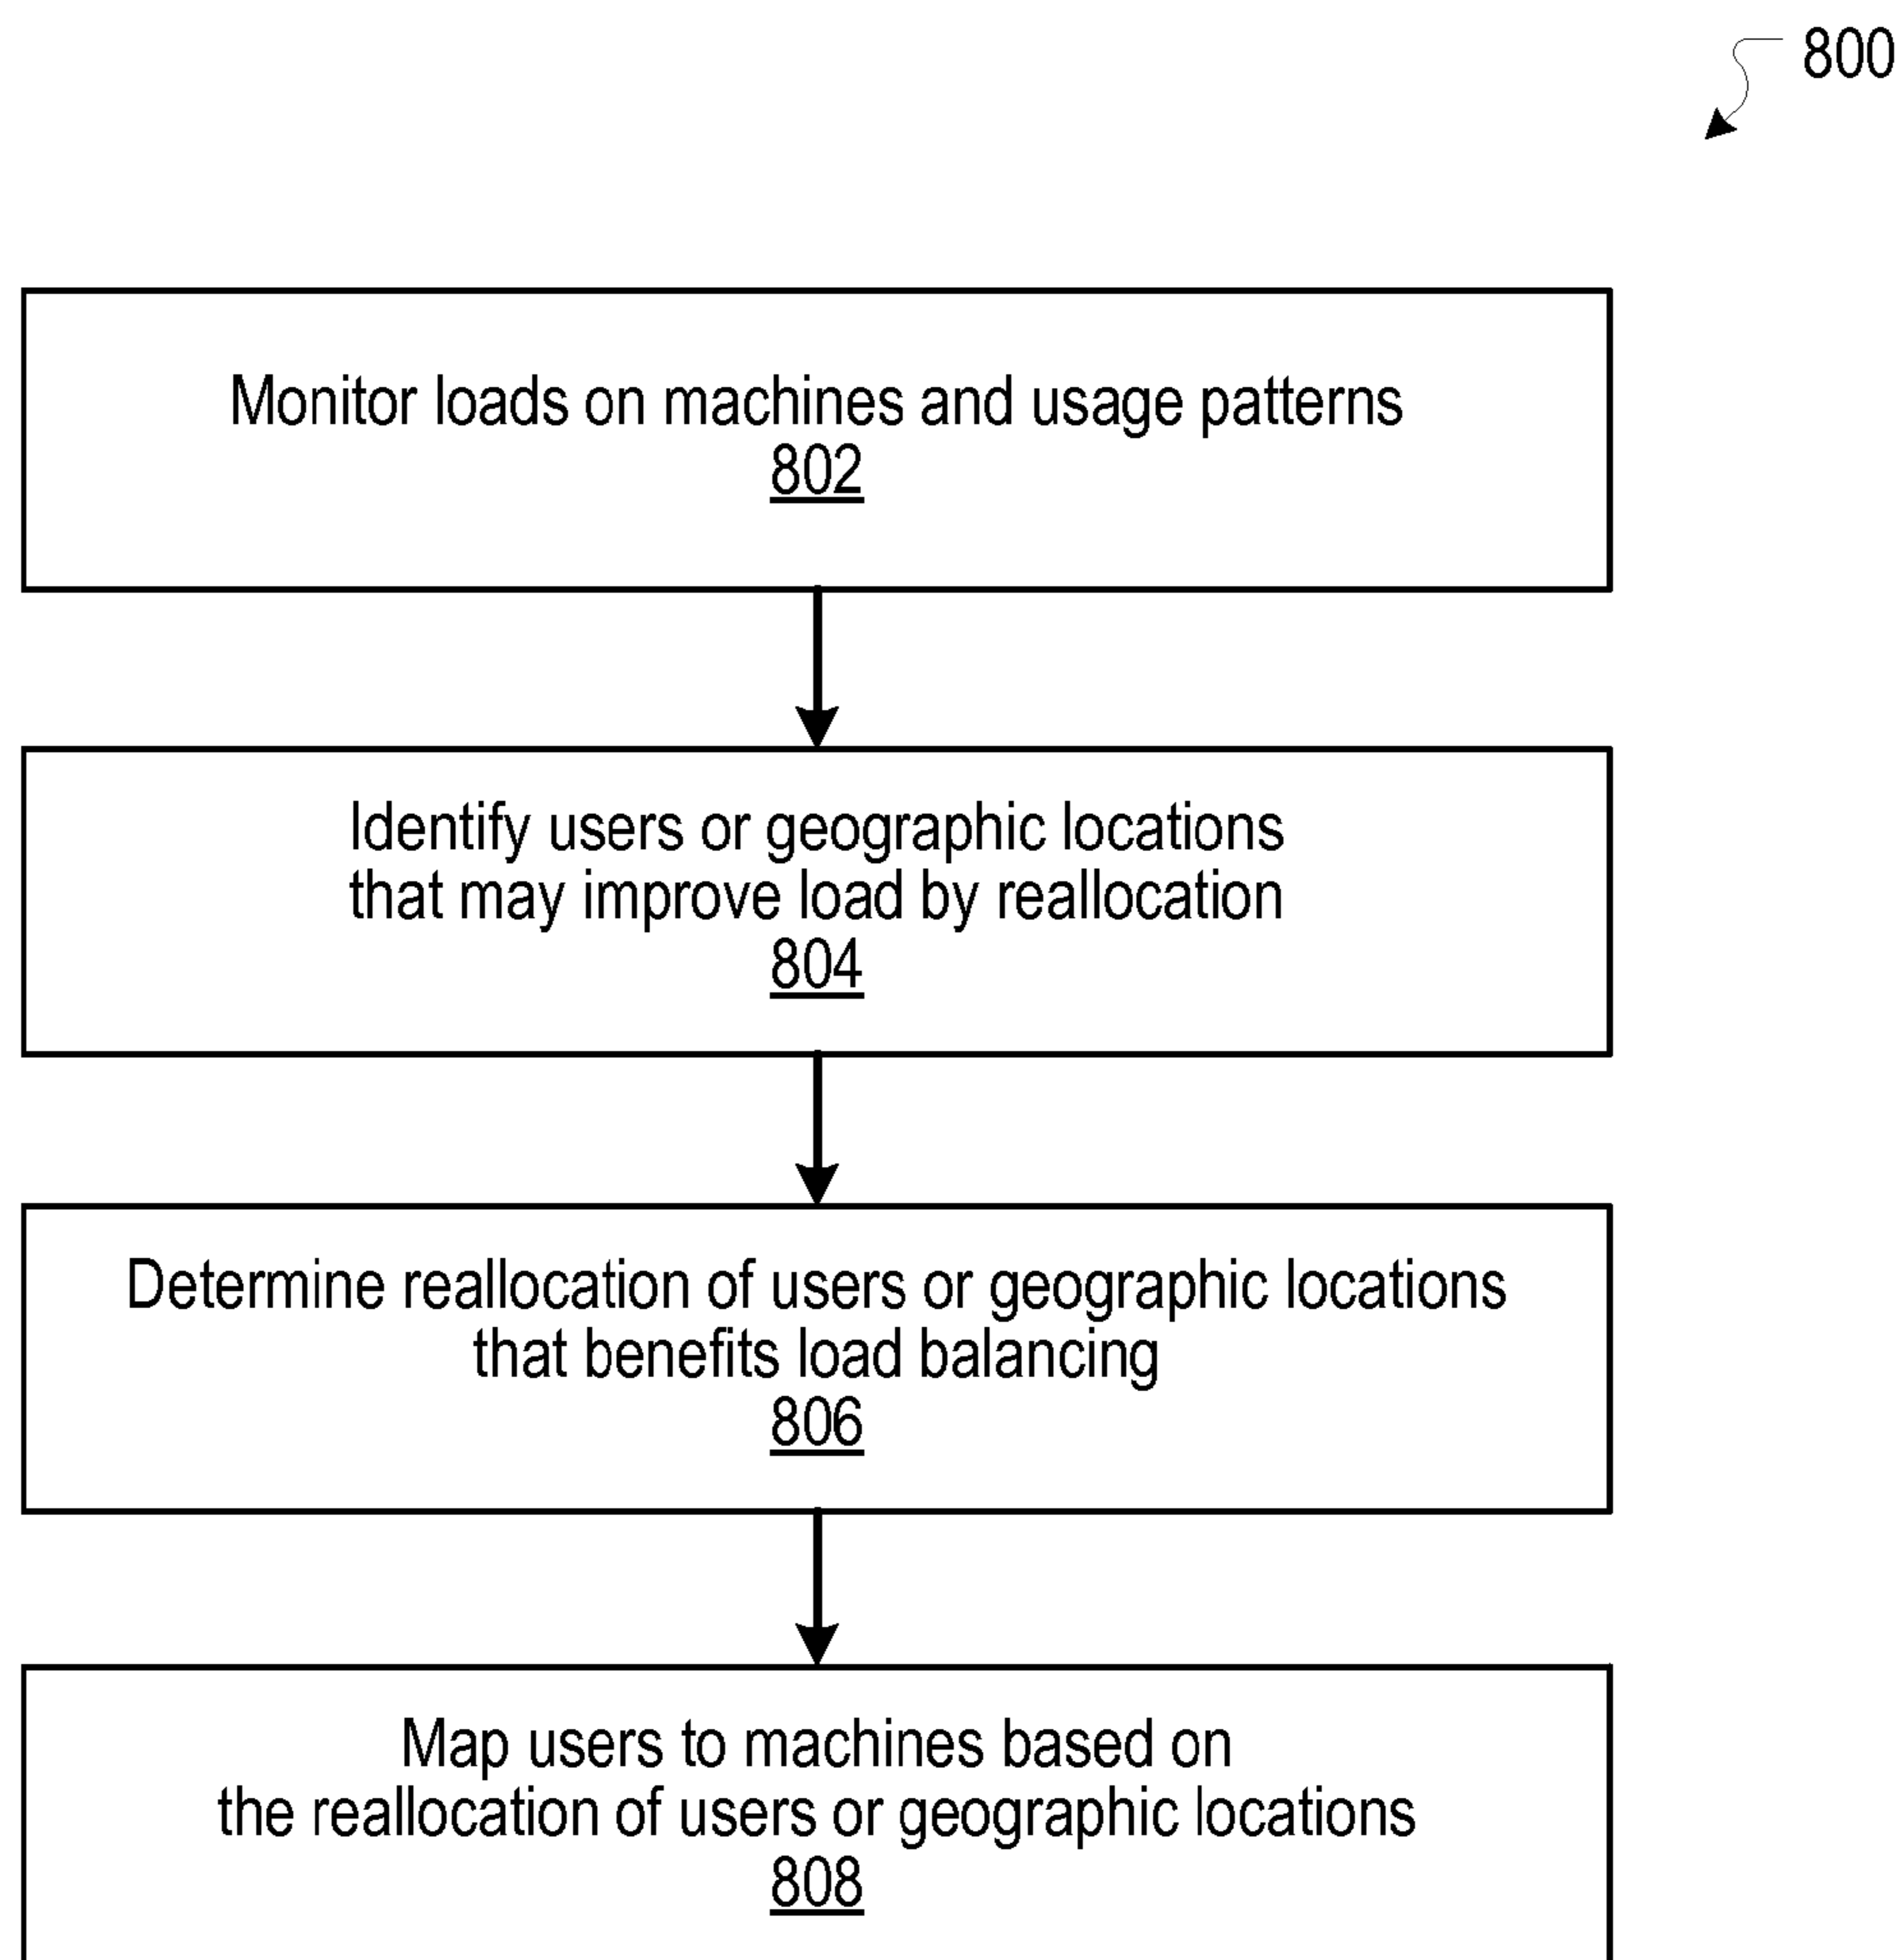 800
Monitor loads on machines and usage patterns
802
Identify users or geographic locations
that may improve load by reallocation
804
Determine reallocation of users or geographic locations
that benefits load balancing
806
Map users to machines based on
the reallocation of users or geographic locations
808